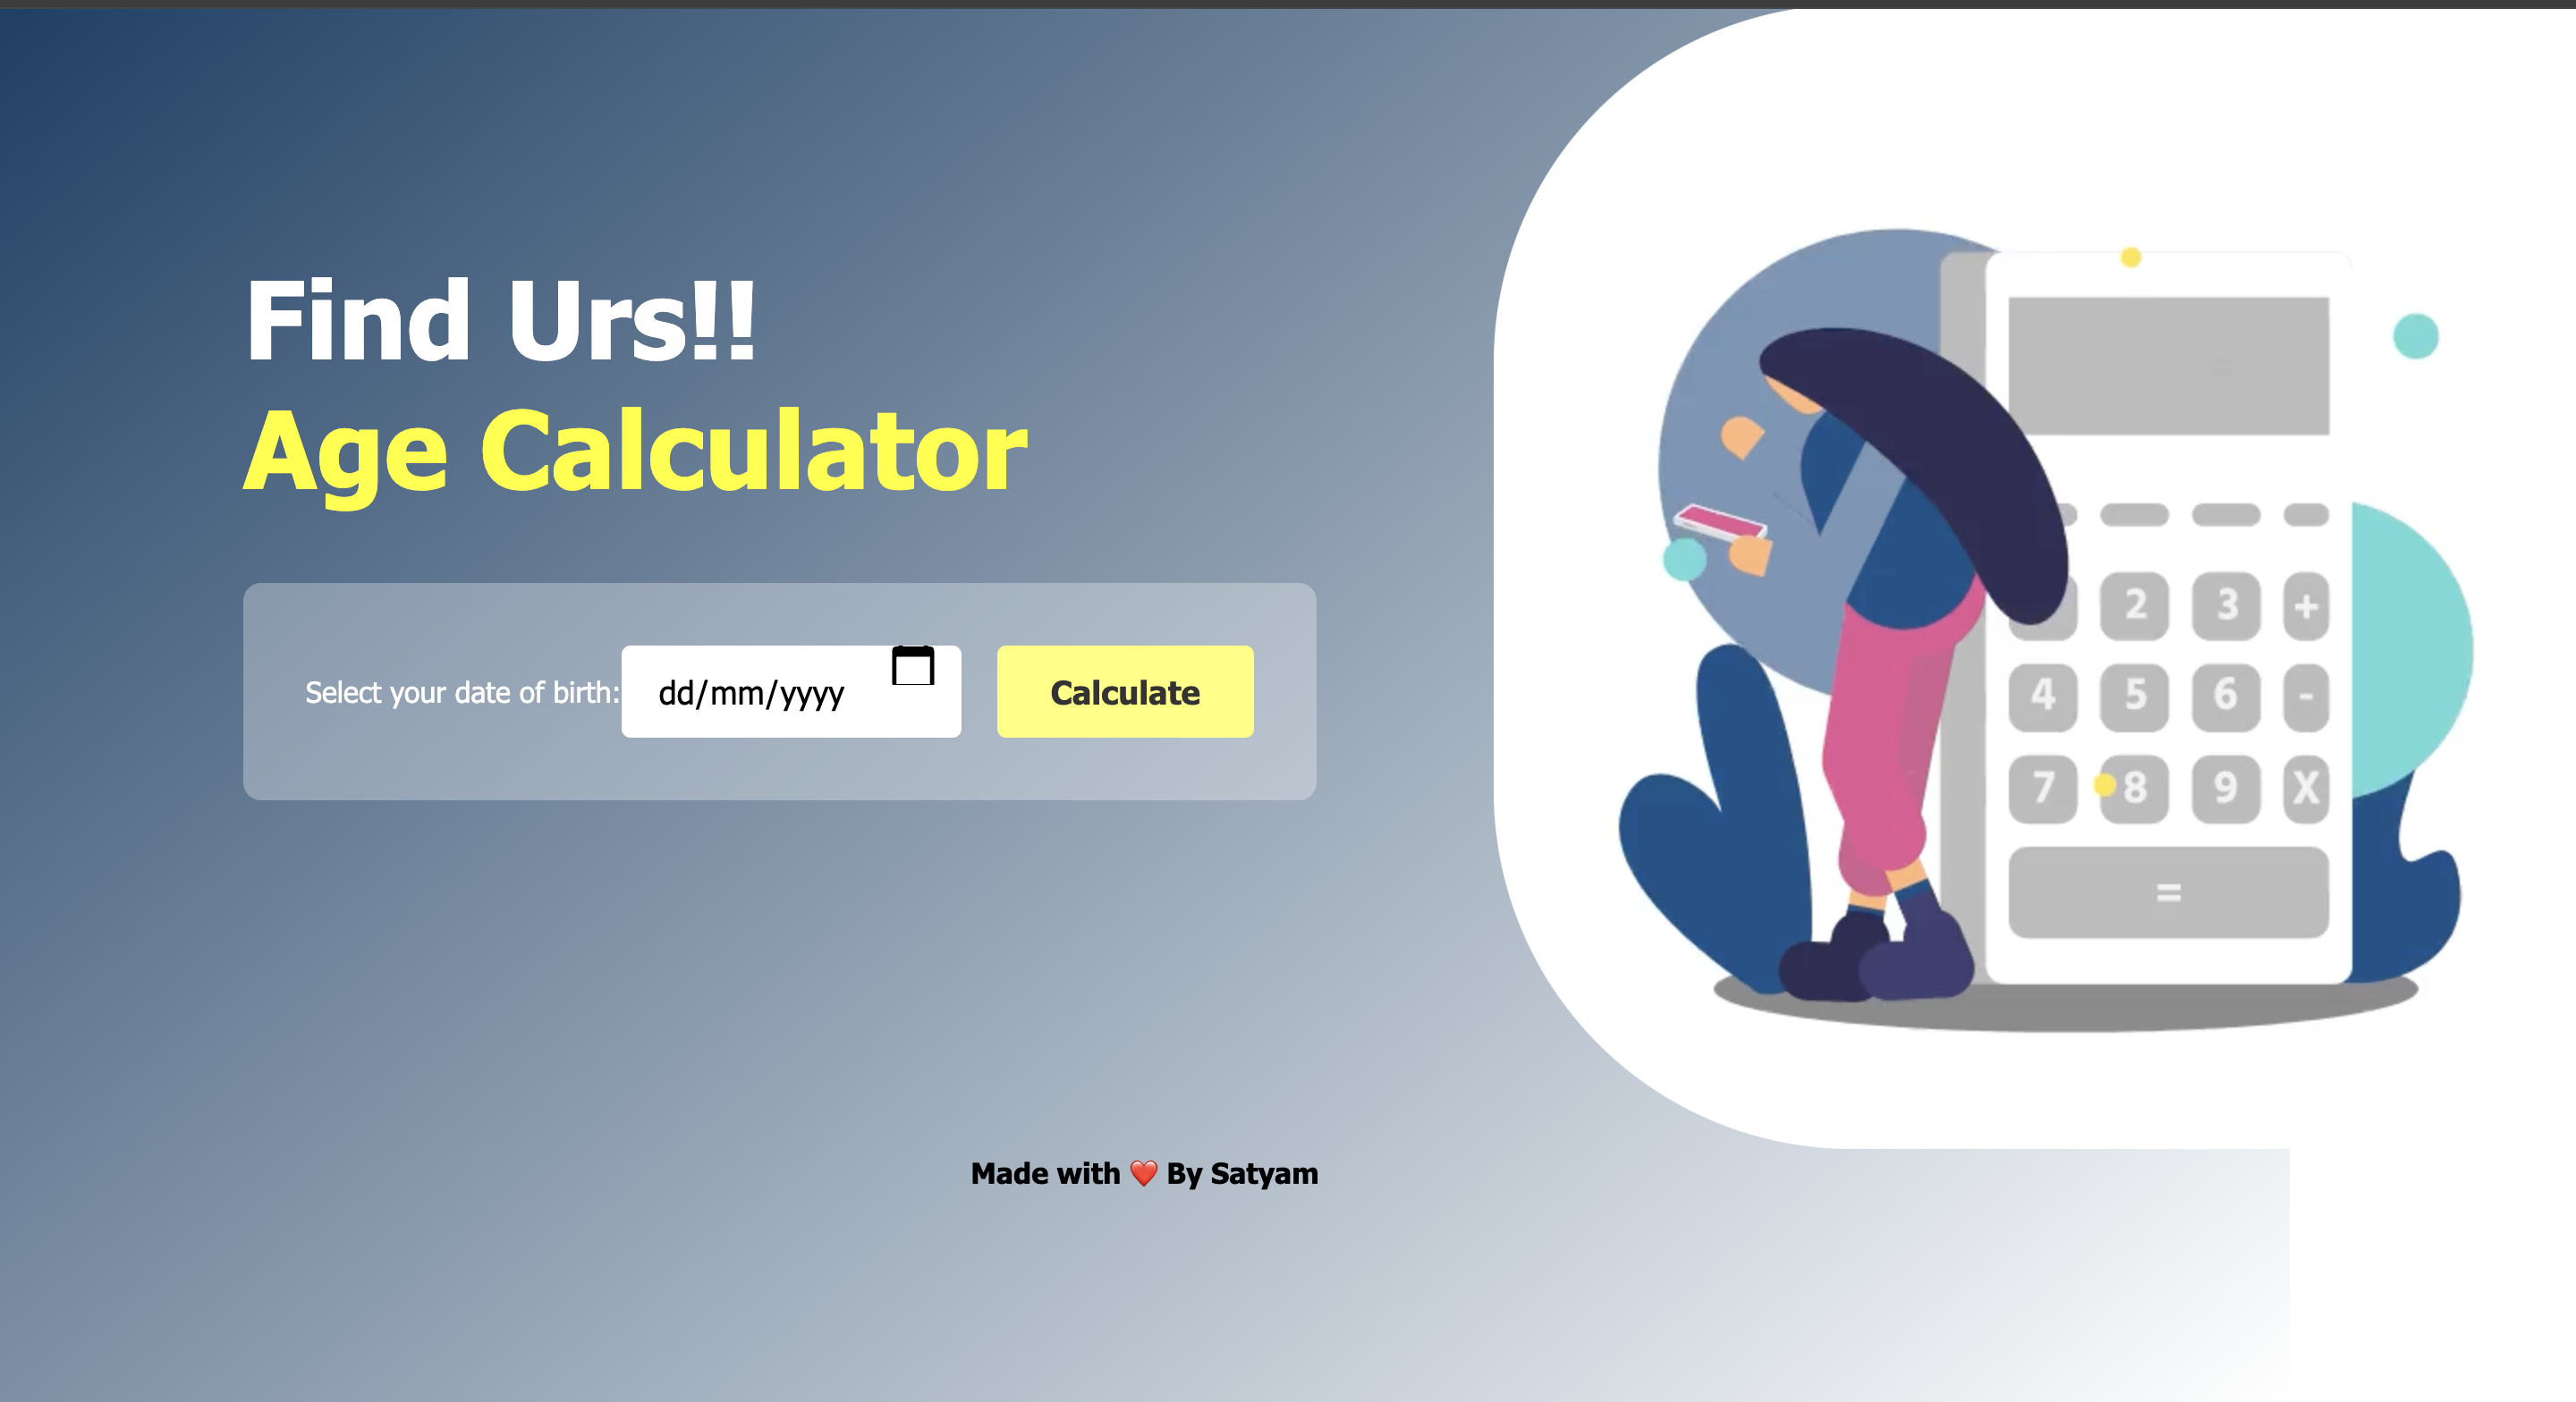 Find Urs!!
Age Calculator
Select your date of birth: dd/mm/yyyy Calculate
2 3 +
4 5 6 -
7 8 9 X
=
Made with ❤️ By Satyam